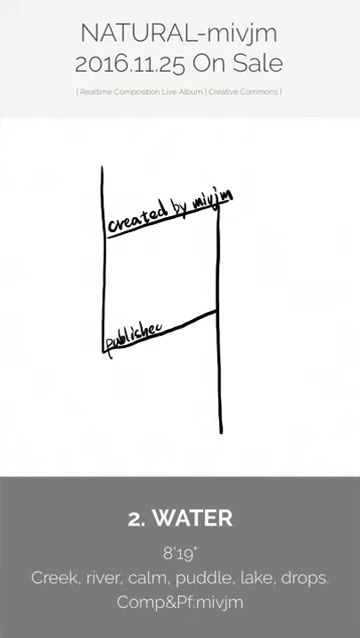 NATURAL-mivjm
2016.11.25 On Sale
[ Realtime Composition Live Album | Creative Commons ]
created by mivjm
publishec
2. WATER
8'19"
Creek, river, calm, puddle, lake, drops.
Comp&Pf:mivjm